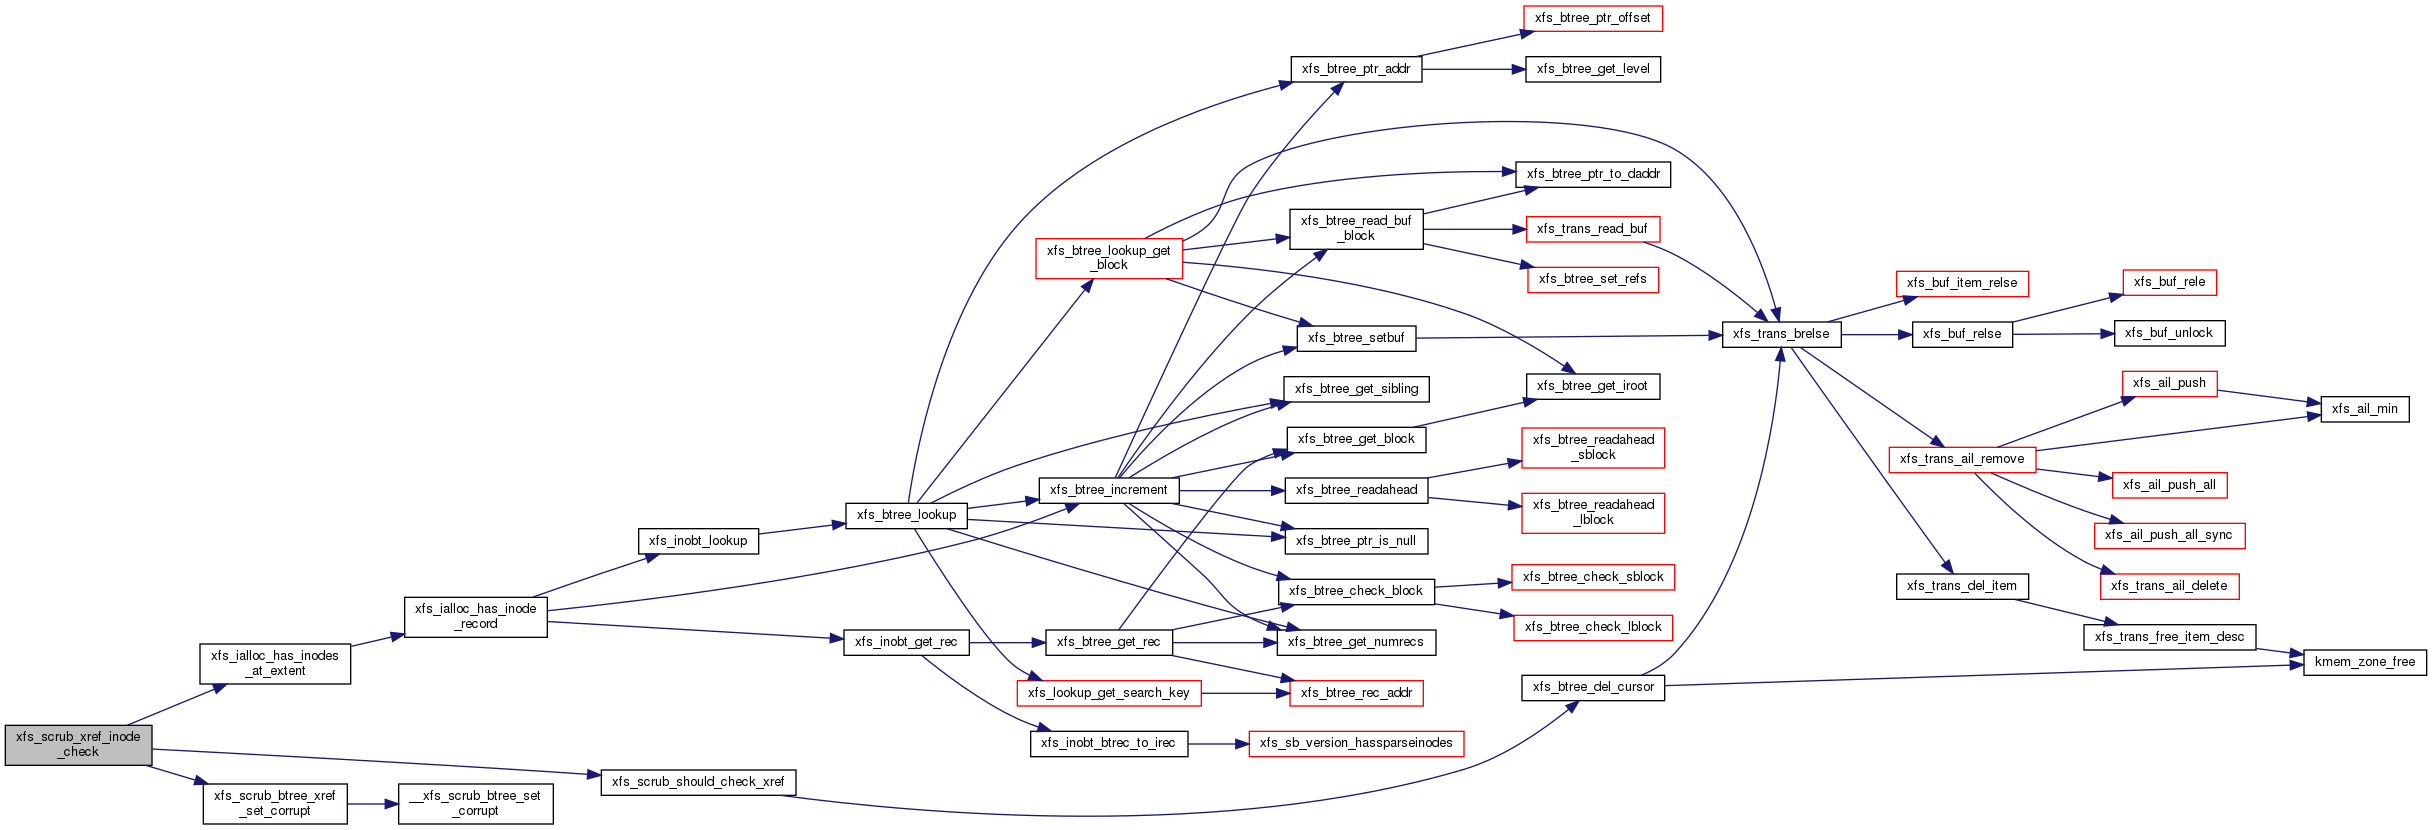 xfs_btree_ptr_offset
xfs_btree_ptr_addr
xfs_btree_get_level
xfs_btree_ptr_to_daddr
xfs_btree_read_buf
_block
xfs_trans_read_buf
xfs_btree_lookup_get
_block
xfs_btree_set_refs
xfs_buf_item_relse
xfs_buf_rele
xfs_btree_setbuf
xfs_trans_brelse
xfs_buf_relse
xfs_buf_unlock
xfs_btree_get_sibling
xfs_btree_get_iroot
xfs_ail_push
xfs_ail_min
xfs_btree_get_block
xfs_btree_readahead
_sblock
xfs_trans_ail_remove
xfs_ail_push_all
xfs_btree_increment
xfs_btree_readahead
xfs_btree_readahead
_lblock
xfs_btree_lookup
xfs_inobt_lookup
xfs_btree_ptr_is_null
xfs_ail_push_all_sync
xfs_btree_check_sblock
xfs_btree_check_block
xfs_trans_del_item
xfs_trans_ail_delete
xfs_ialloc_has_inode
_record
xfs_btree_check_lblock
xfs_inobt_get_rec
xfs_btree_get_rec
xfs_btree_get_numrecs
xfs_trans_free_item_desc
xfs_ialloc_has_inodes
_at_extent
kmem_zone_free
xfs_lookup_get_search_key
xfs_btree_rec_addr
xfs_btree_del_cursor
xfs_scrub_xref_inode
_check
xfs_inobt_btrec_to_irec
xfs_sb_version_hassparseinodes
xfs_scrub_should_check_xref
xfs_scrub_btree_xref
_set_corrupt
__xfs_scrub_btree_set
_corrupt